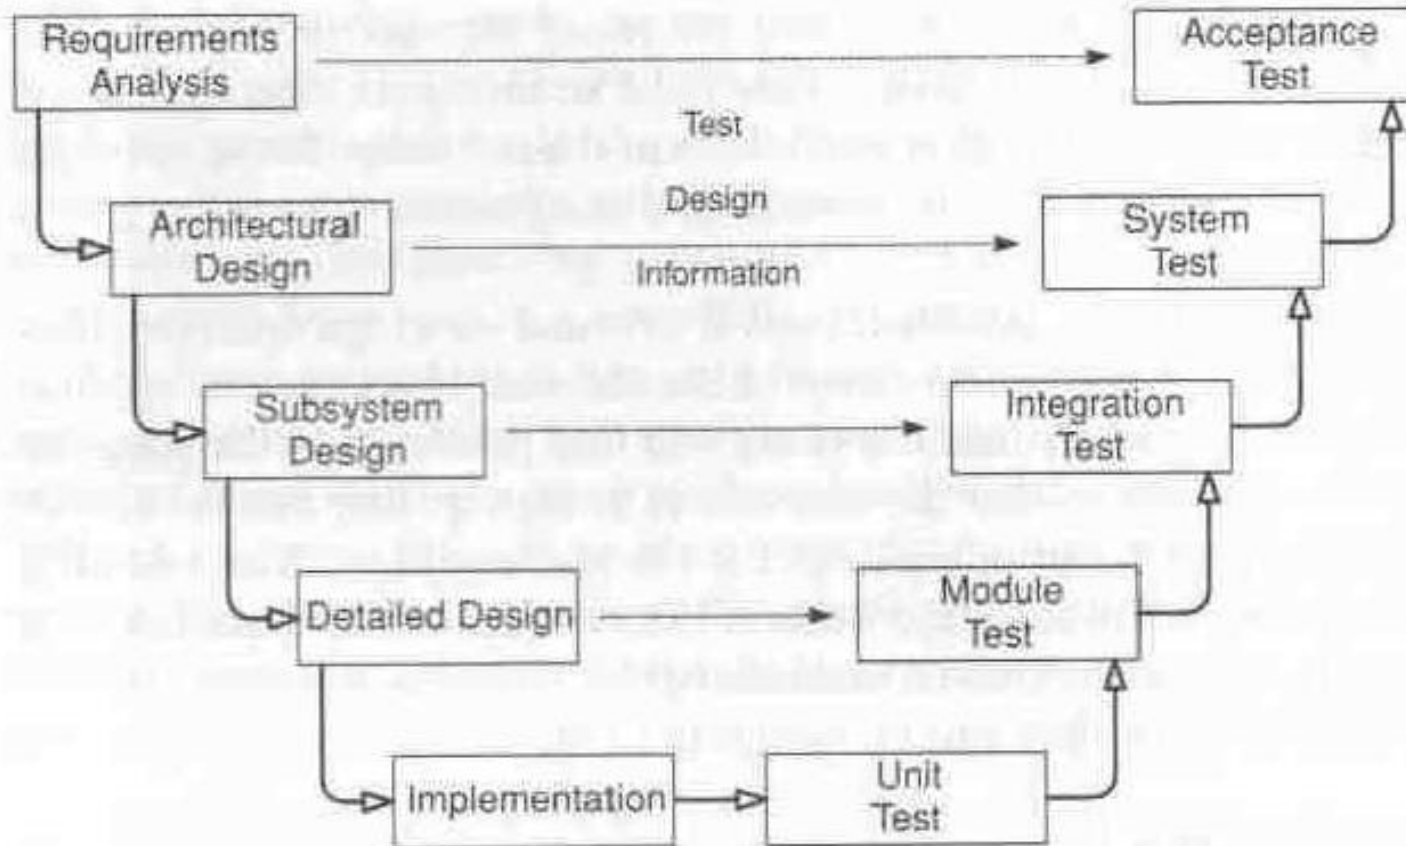 Requirements
Analysis
Acceptance
Test
Test
Design
Information
Architectural
Design
System
Test
Subsystem
Design
Integration
Test
Detailed Design
Module
Test
Implementation
Unit
Test